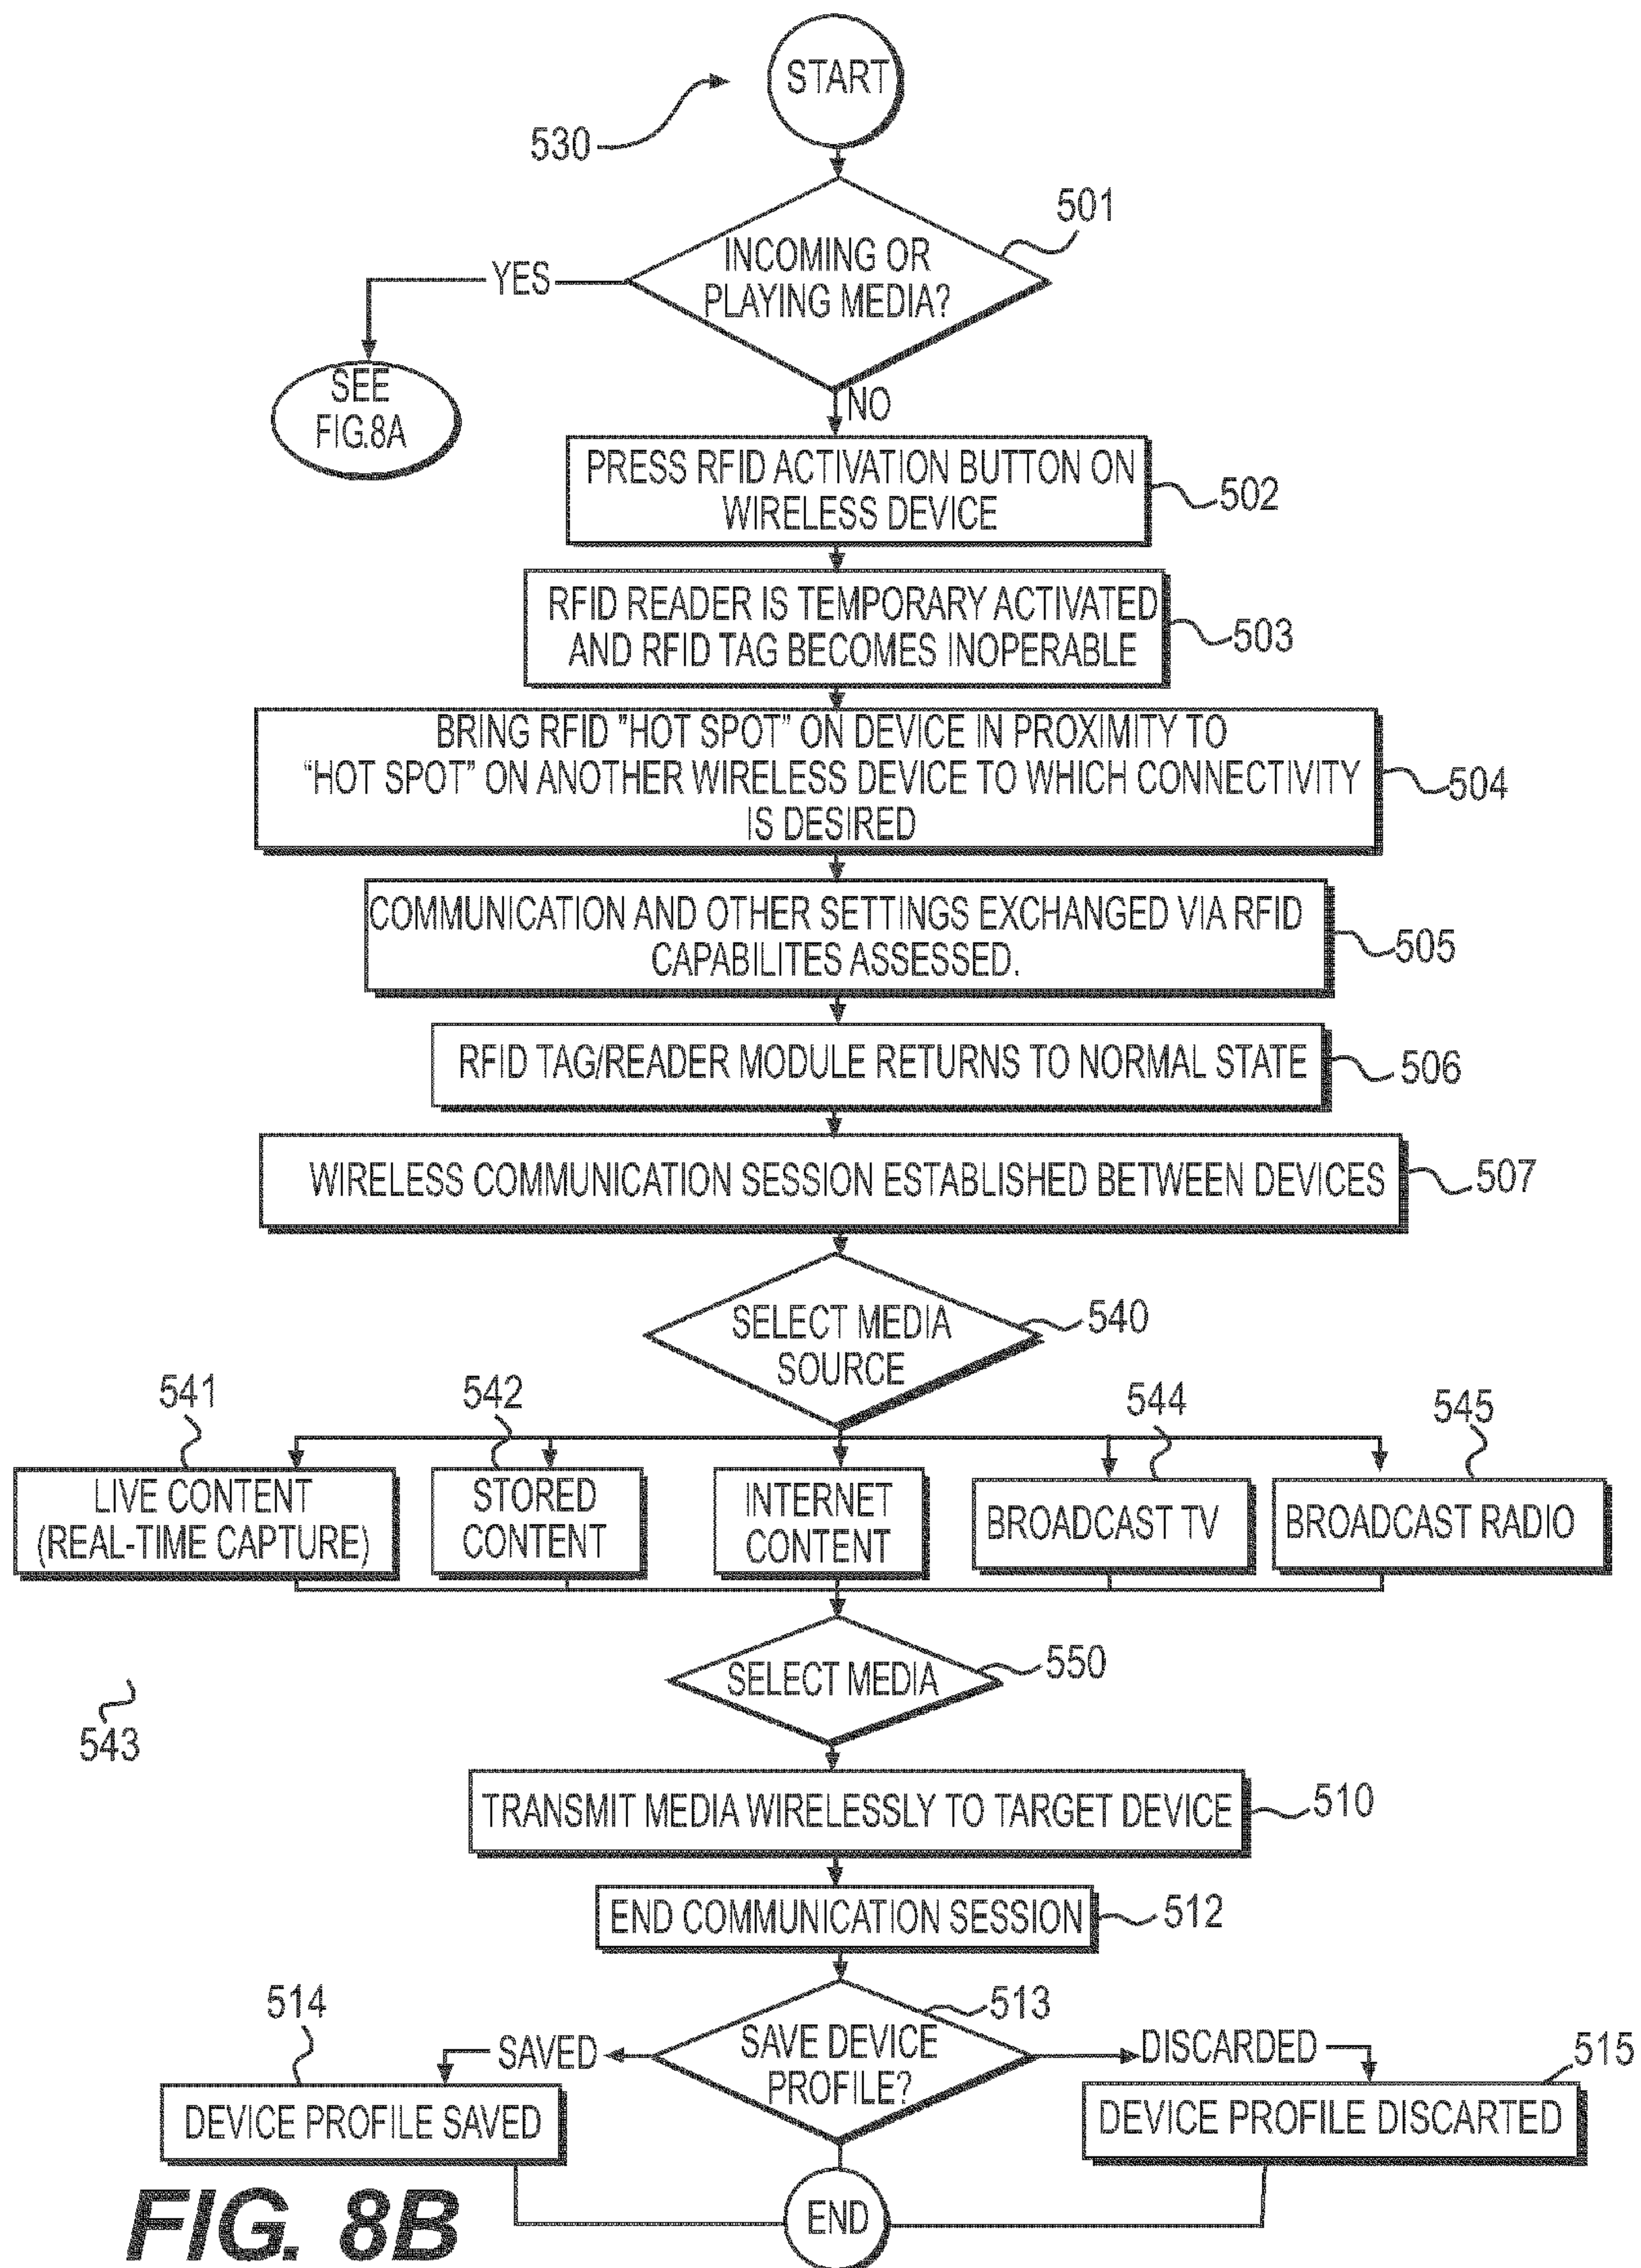 START
530
501
INCOMING OR
PLAYING MEDIA?
YES
SEE
FIG.8A
NO
PRESS RFID ACTIVATION BUTTON ON
WIRELESS DEVICE
502
RFID READER IS TEMPORARY ACTIVATED
AND RFID TAG BECOMES INOPERABLE
503
BRING RFID "HOT SPOT" ON DEVICE IN PROXIMITY TO
"HOT SPOT" ON ANOTHER WIRELESS DEVICE TO WHICH CONNECTIVITY
IS DESIRED
504
COMMUNICATION AND OTHER SETTINGS EXCHANGED VIA RFID
CAPABILITES ASSESSED.
505
RFID TAG/READER MODULE RETURNS TO NORMAL STATE
506
WIRELESS COMMUNICATION SESSION ESTABLISHED BETWEEN DEVICES
507
SELECT MEDIA
SOURCE
540
541
542
544
545
LIVE CONTENT
(REAL-TIME CAPTURE)
STORED
CONTENT
INTERNET
CONTENT
BROADCAST TV
BROADCAST RADIO
SELECT MEDIA
550
543
TRANSMIT MEDIA WIRELESSLY TO TARGET DEVICE
510
END COMMUNICATION SESSION
512
514
513
SAVED
SAVE DEVICE
PROFILE?
DISCARDED
515
DEVICE PROFILE SAVED
DEVICE PROFILE DISCARTED
END
FIG. 8B